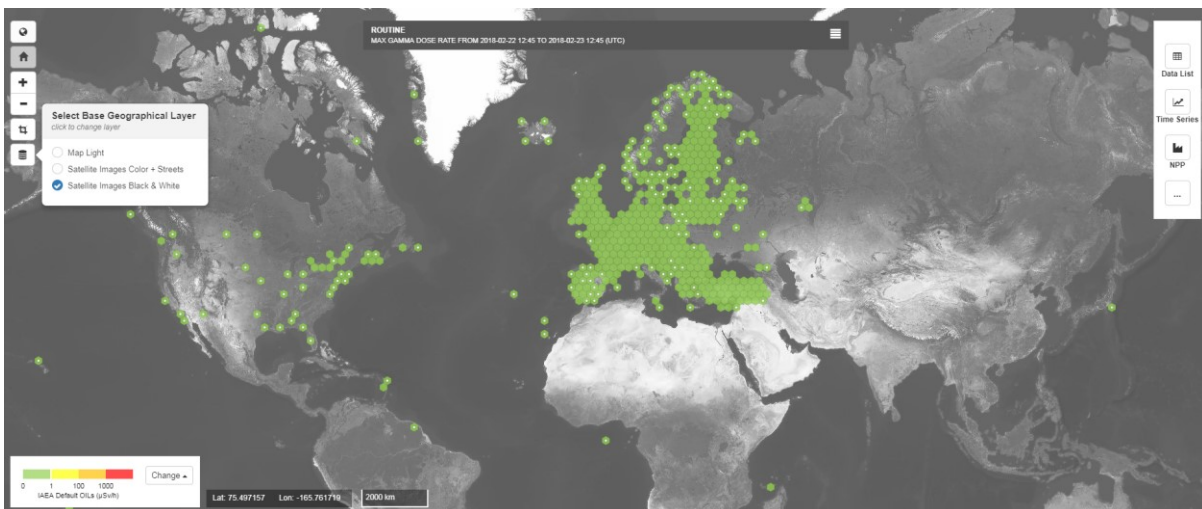 ROUTINE
MAX GAMMA DOSE RATE FROM 2018-02-22 12:45 TO 2018-02-23 12:45 (UTC)
Select Base Geographical Layer
click to change layer
Map Light
Satellite Images Color + Streets
Satellite Images Black & White
Data List
Time Series
NPP
...
Change
0 1 100 1000
IAEA Default OILs (µSv/h)
Lat: 75.497157 Lon: -165.761719
2000 km